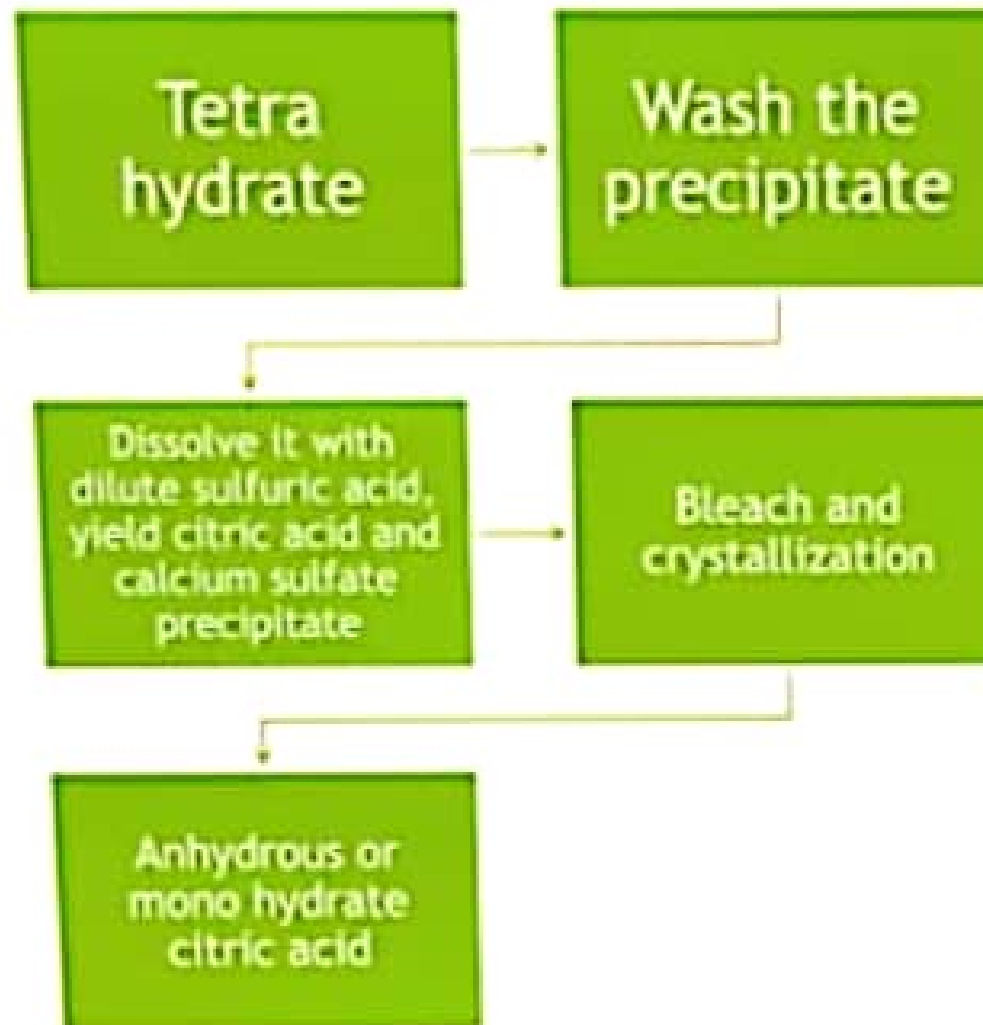 Tetra
hydrate
Wash the
precipitate
Dissolve it with
dilute sulfuric acid,
yield citric acid and
calcium sulfate
precipitate
Bleach and
crystallization
Anhydrous or
mono hydrate
citric acid